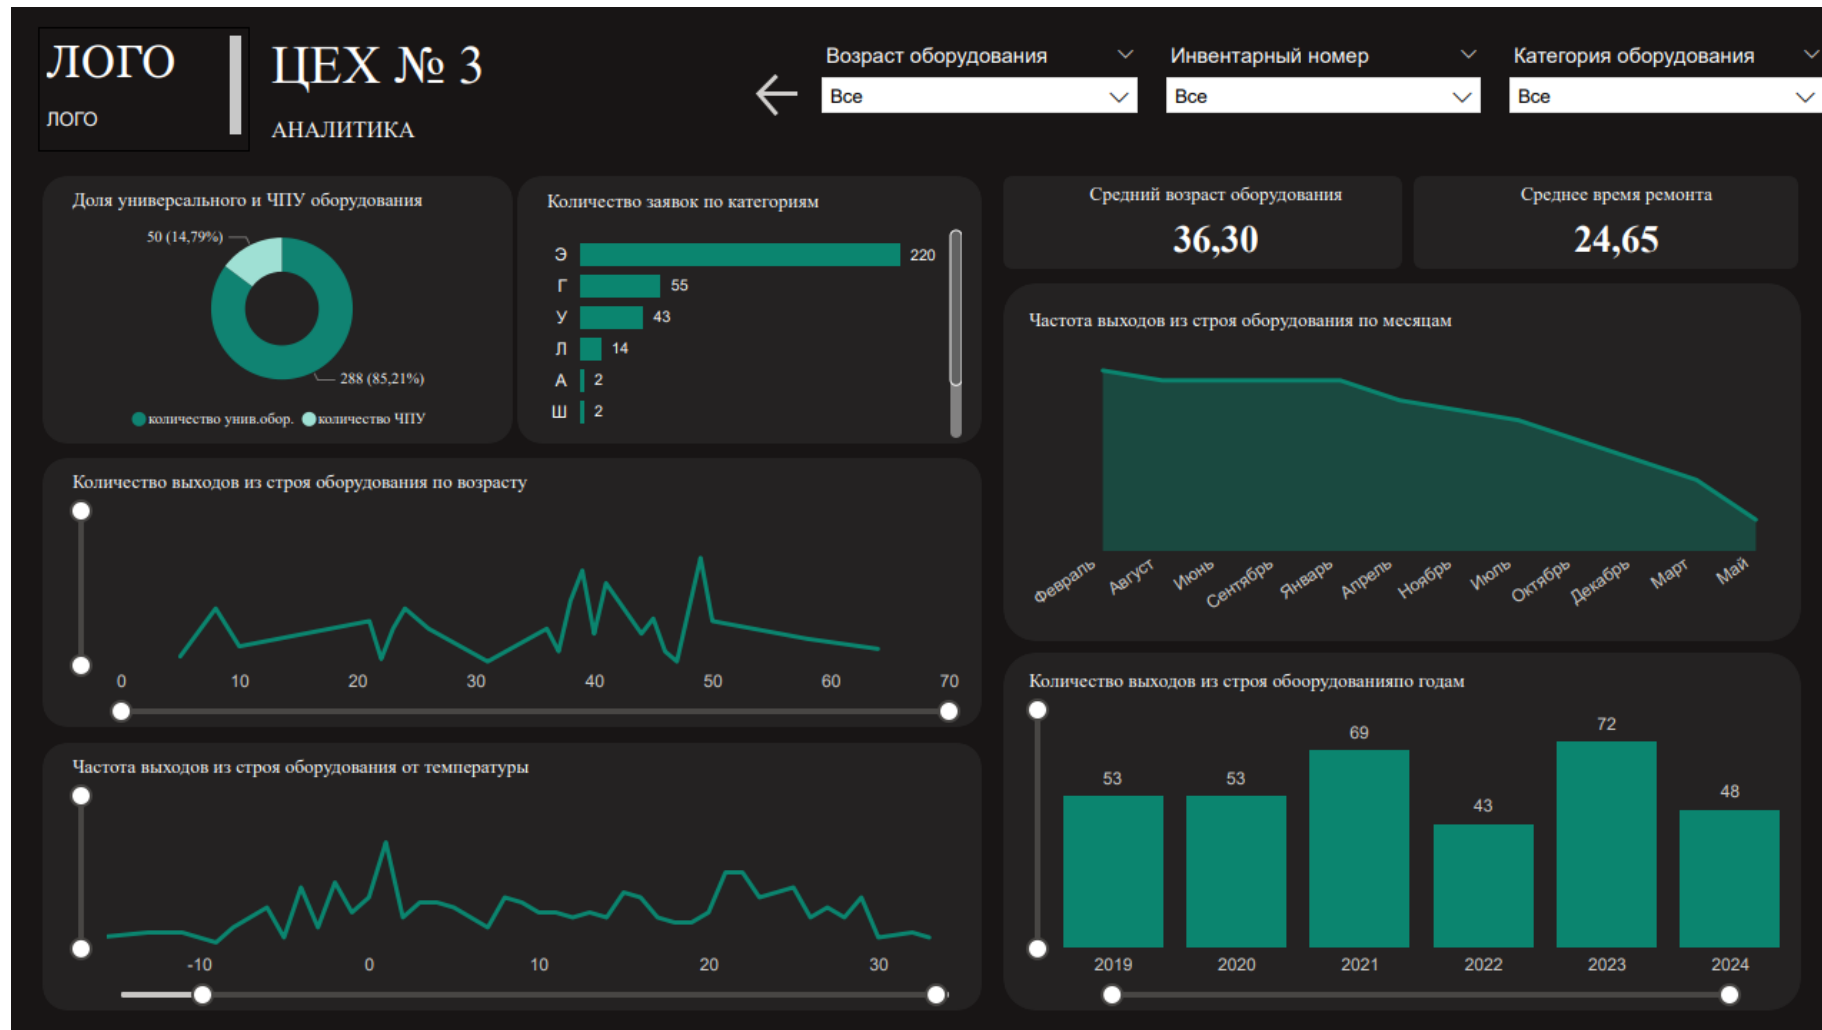 ЛОГО
лого
ЦЕХ № 3
АНАЛИТИКА
Возраст оборудования
Все
Инвентарный номер
Все
Категория оборудования
Все
Доля универсального и ЧПУ оборудования
50 (14,79%)
288 (85,21%)
количество унив.обор. количество ЧПУ
Количество заявок по категориям
Э 220
Г 55
У 43
Л 14
А 2
Ш 2
Средний возраст оборудования
36,30
Среднее время ремонта
24,65
Частота выходов из строя оборудования по месяцам
Февраль Август Июнь Сентябрь Январь Апрель Ноябрь Июль Октябрь Декабрь Март Май
Количество выходов из строя оборудования по возрасту
0 10 20 30 40 50 60 70
Частота выходов из строя оборудования от температуры
-10 0 10 20 30
Количество выходов из строя обоорудованияпо годам
53 53 69 43 72 48
2019 2020 2021 2022 2023 2024